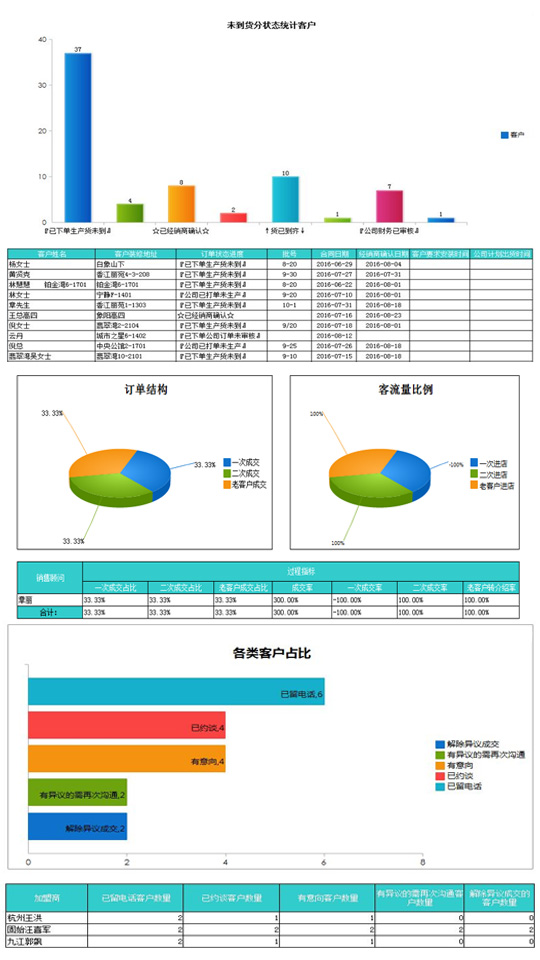 未到货分状态统计客户
40
30
20
10
0
37
4
8
2
10
1
7
1
客户
已下单生产货未到
☆已经销商确认☆
↑货已到齐↓
公司财务已审核
客户姓名 客户装修地址 订单状态进度 批号 合同日期 经销商确认日期 客户要求安装时间 公司计划出货时间
杨女士 白象山下 已下单生产货未到 8-20 2016-06-29 2016-08-04
黄贤克 香江丽苑4-3-200 已下单生产货未到 9-30 2016-07-27 2016-07-31
林慧慧 铂金湾6-1701 铂金湾6-1701 已下单生产货未到 8-20 2016-06-22 2016-08-01
林女士 宁静F-1401 公司已打单未生产 9-20 2016-07-10 2016-08-01
章先生 香江丽苑1-1303 已下单生产货未到 10-1 2016-07-31 2016-08-18
王总高四 象阳高四 ☆已经销商确认☆ 2016-07-16 2016-08-23
倪女士 翡翠湾2-2104 已下单生产货未到 9/20 2016-07-18 2016-08-01
云丹 城市之星6-1402 已下单公司订单未审核 2016-08-12
倪总 中央公馆2-1701 公司已打单未生产 9-25 2016-07-26 2016-08-18
翡翠湾吴女士 翡翠湾10-2101 已下单生产货未到 9-10 2016-07-15 2016-08-18
订单结构
33.33%
33.33%
33.33%
一次成交
二次成交
老客户成交
客流量比例
100%
-100%
100%
一次进店
二次进店
老客户进店
销售顾问 过程指标
一次成交占比 二次成交占比 老客户成交占比 成交率 一次成交率 二次成交率 老客户转介绍率
章丽 33.33% 33.33% 33.33% 300.00% -100.00% 100.00% 100.00%
合计: 33.33% 33.33% 33.33% 300.00% -100.00% 100.00% 100.00%
各类客户占比
已留电话,6
已约谈,4
有意向,4
有异议的需再次沟通,2
解除异议成交,2
0 2 4 6 8
解除异议成交
有异议的需再次沟通
有意向
已约谈
已留电话
加盟商 已留电话客户数量 已约谈客户数量 有意向客户数量 有异议的需再次沟通客户数量 解除异议成交的客户数量
杭州王洪 2 1 1 0 0
固始汪喜军 2 2 2 2 2
九江郭飙 2 1 1 0 0